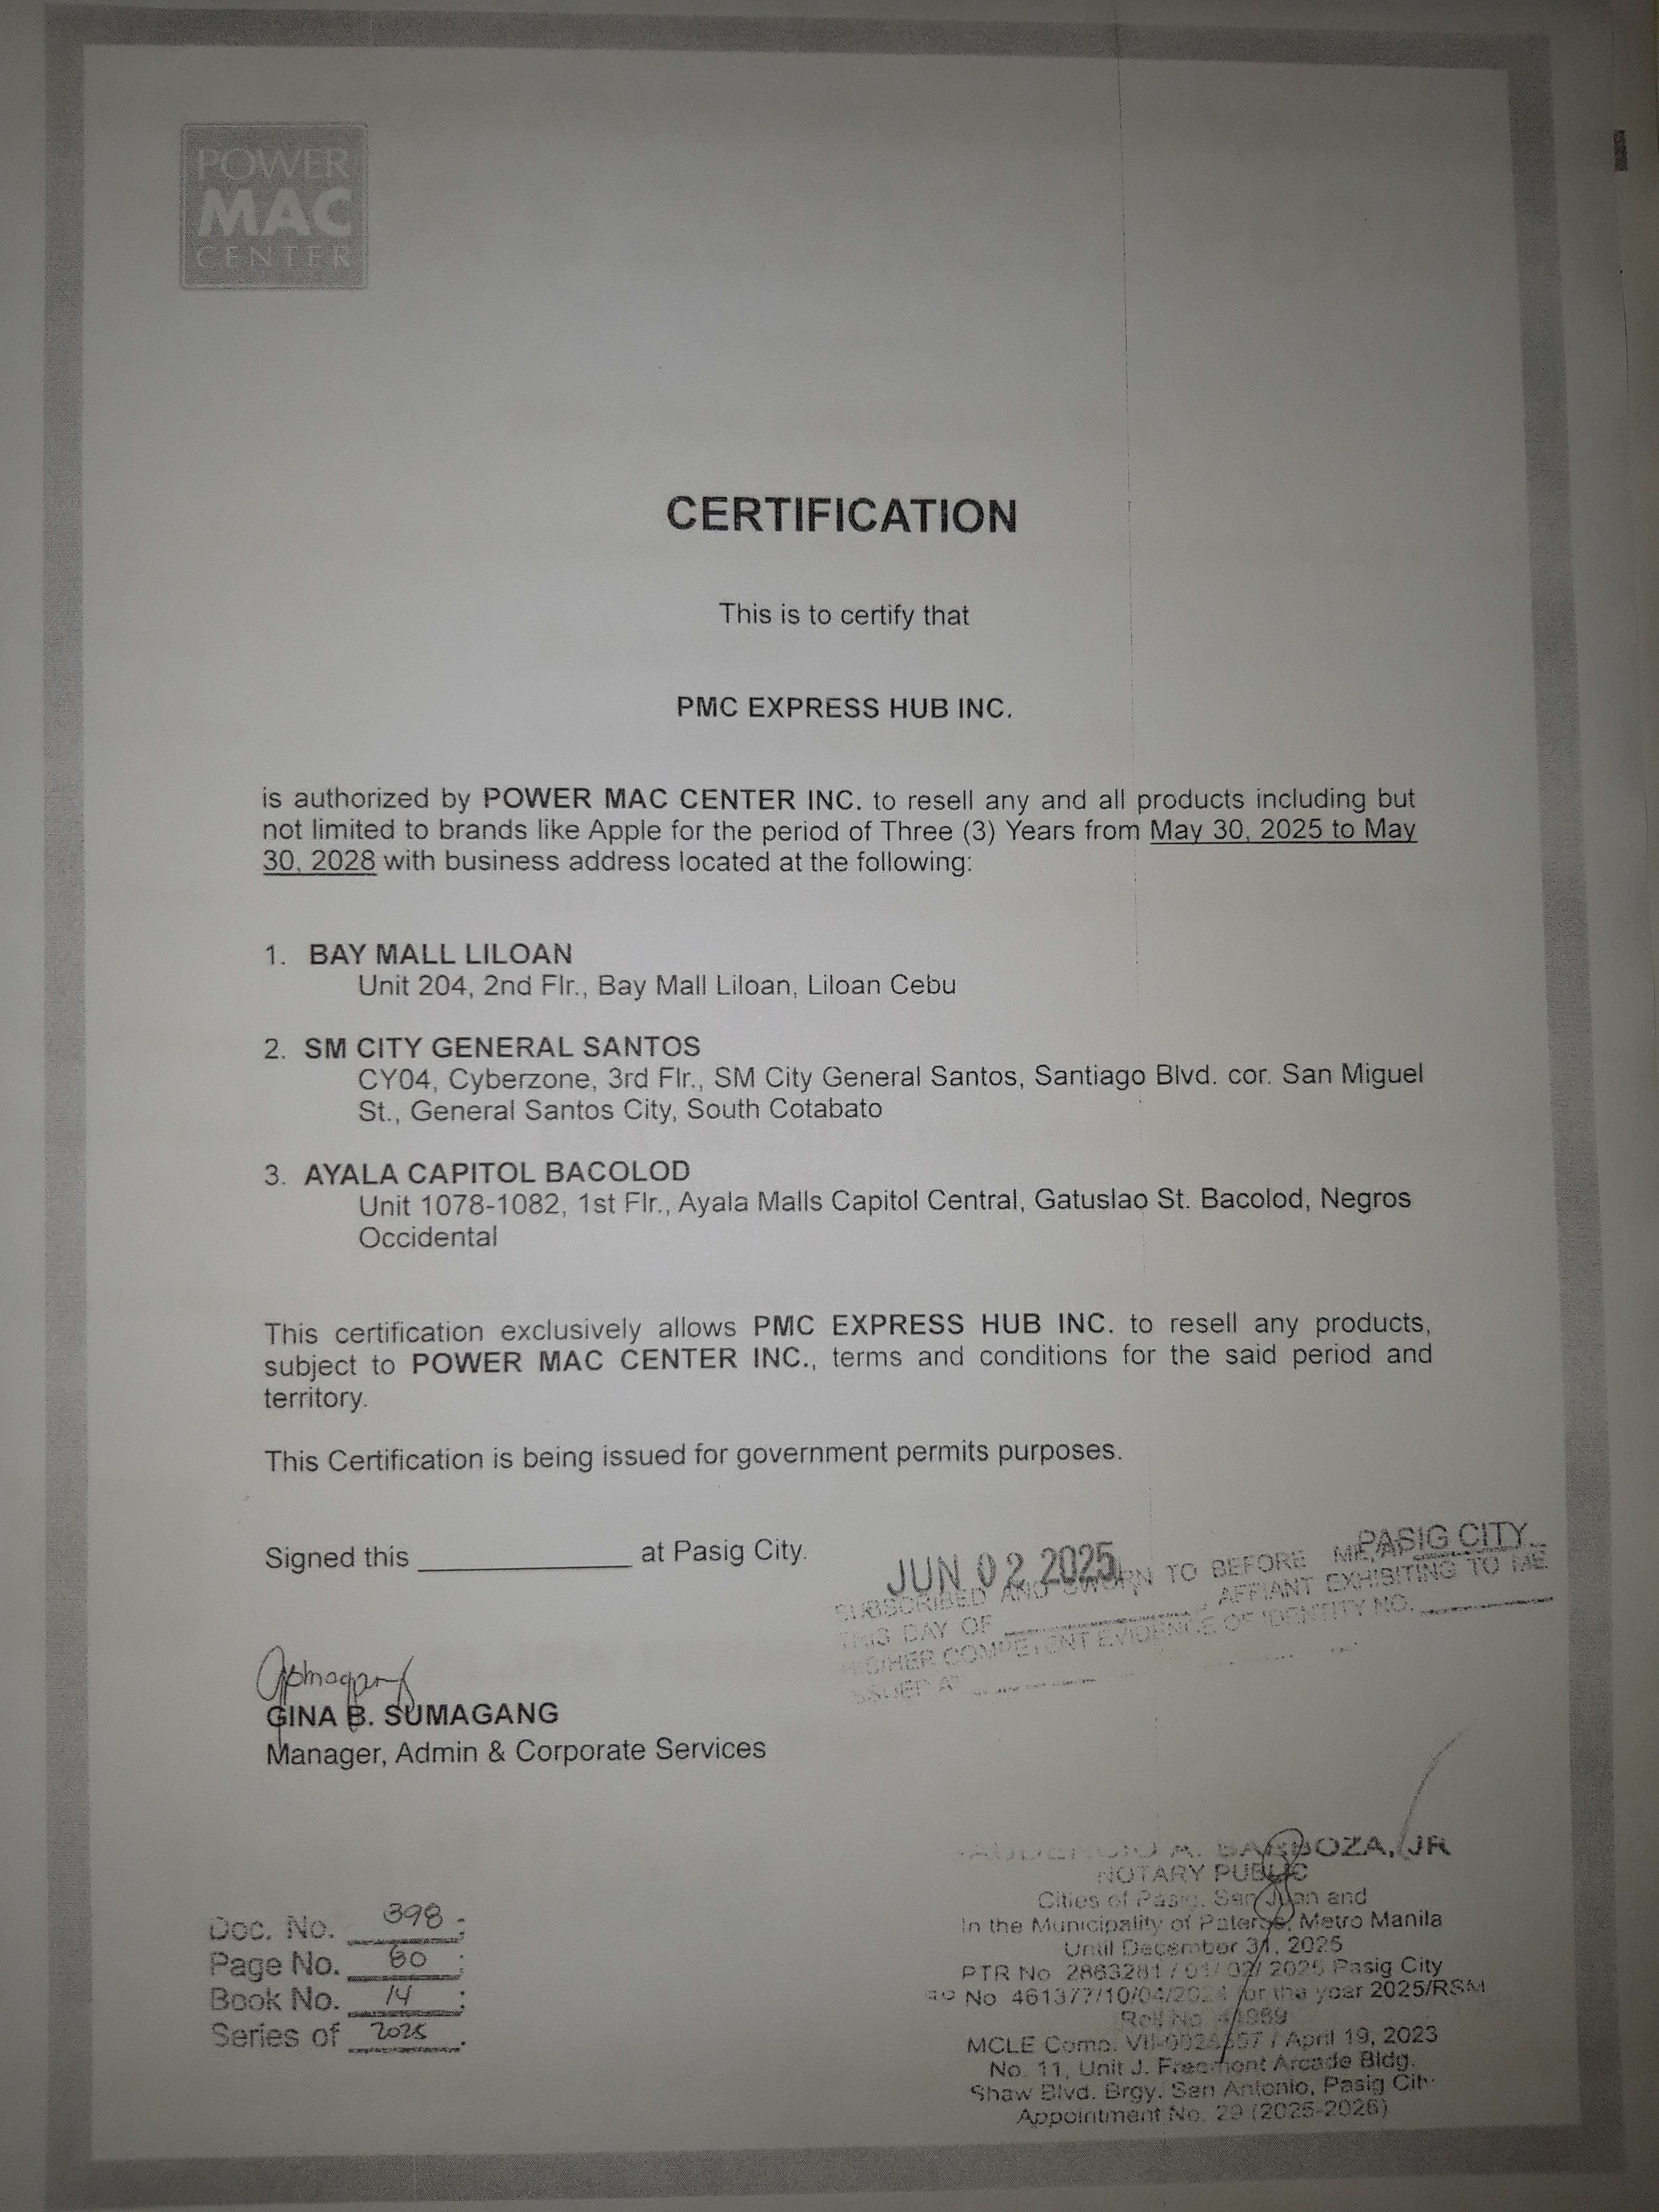 POWER
MAC
CENTER
CERTIFICATION
This is to certify that
PMC EXPRESS HUB INC.
is authorized by POWER MAC CENTER INC. to resell any and all products including but
not limited to brands like Apple for the period of Three (3) Years from May 30, 2025 to May
30, 2028 with business address located at the following:
1. BAY MALL LILOAN
Unit 204, 2nd Flr., Bay Mall Liloan, Liloan Cebu
2. SM CITY GENERAL SANTOS
CY04, Cyberzone, 3rd Flr., SM City General Santos, Santiago Blvd. cor. San Miguel
St., General Santos City, South Cotabato
3. AYALA CAPITOL BACOLOD
Unit 1078-1082, 1st Flr., Ayala Malls Capitol Central, Gatuslao St. Bacolod, Negros
Occidental
This certification exclusively allows PMC EXPRESS HUB INC. to resell any products,
subject to POWER MAC CENTER INC., terms and conditions for the said period and
territory.
This Certification is being issued for government permits purposes.
Signed this ______________ at Pasig City.
JUN 02 2025
PASIG CITY
SUBSCRIBED AND SWORN TO BEFORE ME, AT
THIS DAY OF ____________, AFFIANT EXHIBITING TO ME
HIS/HER COMPETENT EVIDENCE OF IDENTITY NO. ________
ISSUED AT ________
GINA B. SUMAGANG
Manager, Admin & Corporate Services
A. BARBOZA, JR
NOTARY PUBLIC
Cities of Pasig, San Juan and
In the Municipality of Pateros, Metro Manila
Until December 31, 2025
PTR No 2863281 / 01/ 02/ 2025 Pasig City
No 461377/10/04/2024 for the year 2025/RSM
Roll No.
MCLE Comp. / April 19, 2023
No. 11, Unit J. Freemont Arcade Bldg.
Shaw Blvd. Brgy. San Antonio, Pasig City
Appointment No. 29 (2025-2026)
Doc. No. 398;
Page No. ;
Book No. 14;
Series of 2025.